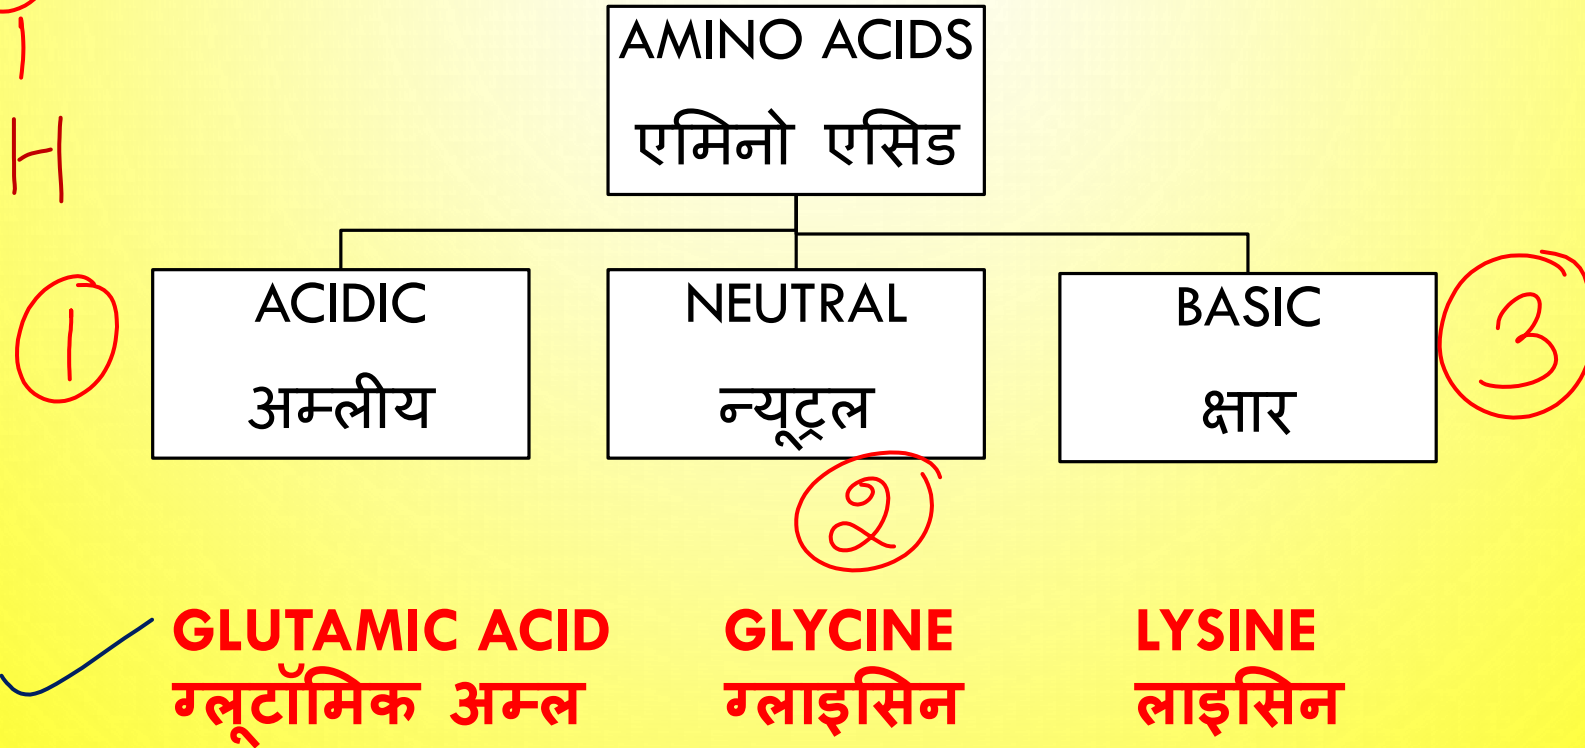 I
H
AMINO ACIDS
एमिनो एसिड
1
ACIDIC
अम्लीय
NEUTRAL
न्यूट्रल
BASIC
क्षार
3
2
GLUTAMIC ACID
ग्लूटॉमिक अम्ल
GLYCINE
ग्लाइसिन
LYSINE
लाइसिन